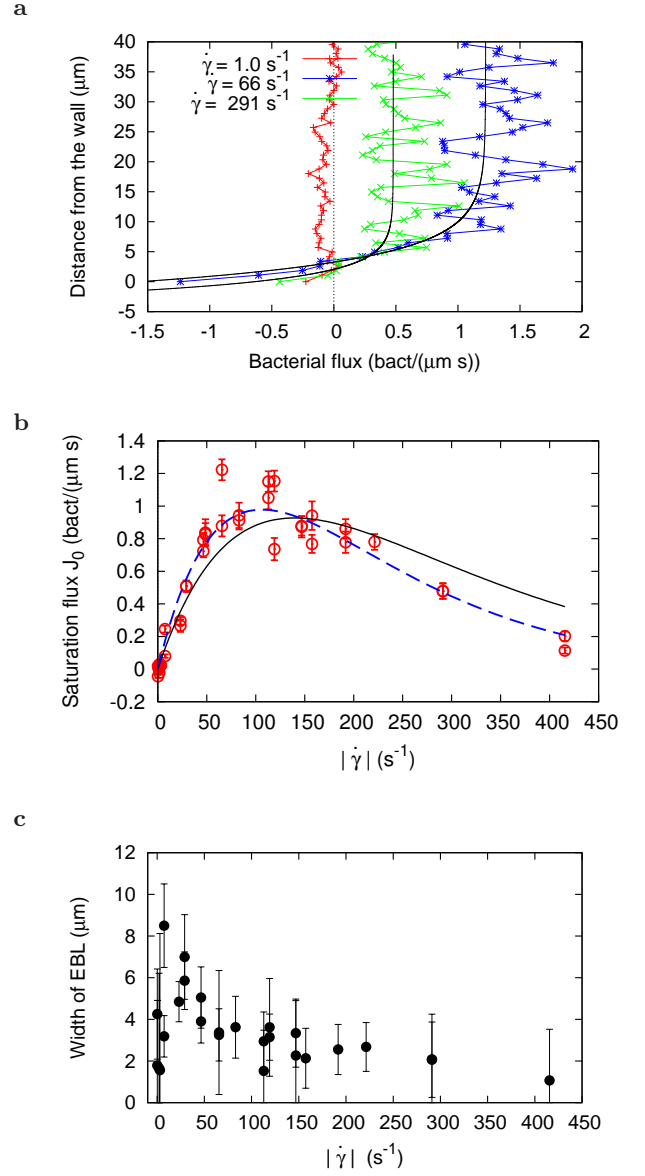 a
γ̇ = 1.0 s⁻¹
γ̇ = 66 s⁻¹
γ̇ = 291 s⁻¹
Distance from the wall (μm)
40
35
30
25
20
15
10
5
0
-5
-1.5 -1 -0.5 0 0.5 1 1.5 2
Bacterial flux (bact/(μm s))
b
Saturation flux J₀ (bact/(μm s)
1.4
1.2
1
0.8
0.6
0.4
0.2
0
-0.2
0 50 100 150 200 250 300 350 400 450
| γ̇ | (s⁻¹)
c
Width of EBL (μm)
12
10
8
6
4
2
0
0 50 100 150 200 250 300 350 400 450
| γ̇ | (s⁻¹)